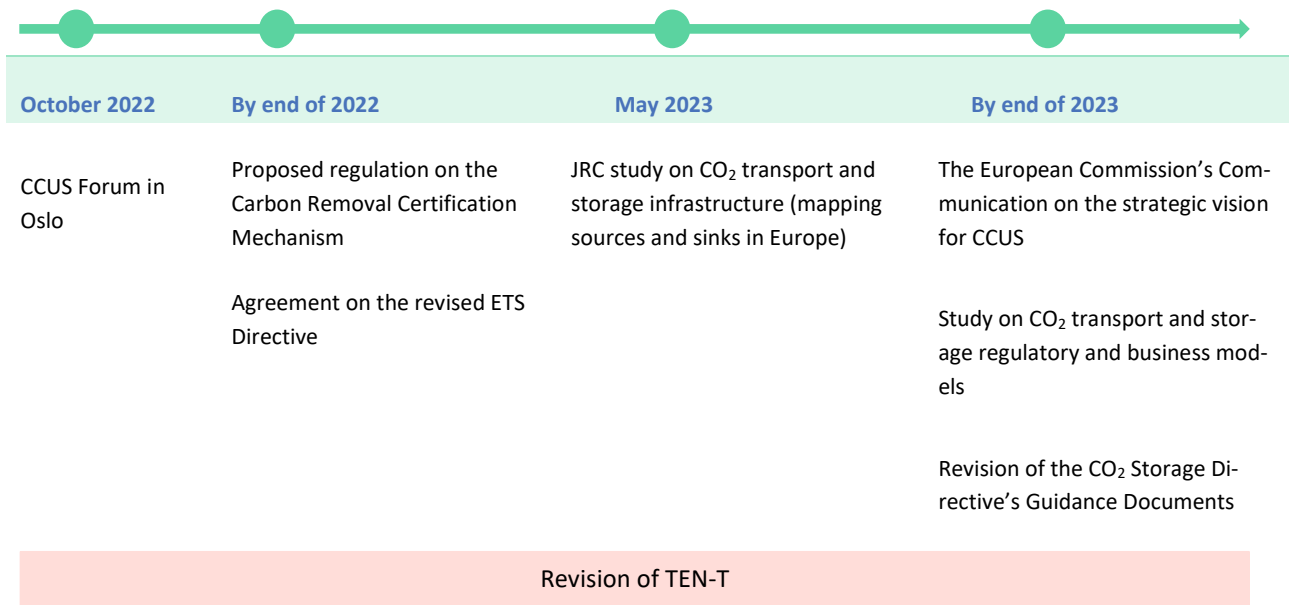 October 2022
By end of 2022
May 2023
By end of 2023
CCUS Forum in
Oslo
Proposed regulation on the
Carbon Removal Certification
Mechanism
Agreement on the revised ETS
Directive
JRC study on CO₂ transport and
storage infrastructure (mapping
sources and sinks in Europe)
The European Commission’s Com-
munication on the strategic vision
for CCUS
Study on CO₂ transport and stor-
age regulatory and business mod-
els
Revision of the CO₂ Storage Di-
rective’s Guidance Documents
Revision of TEN-T